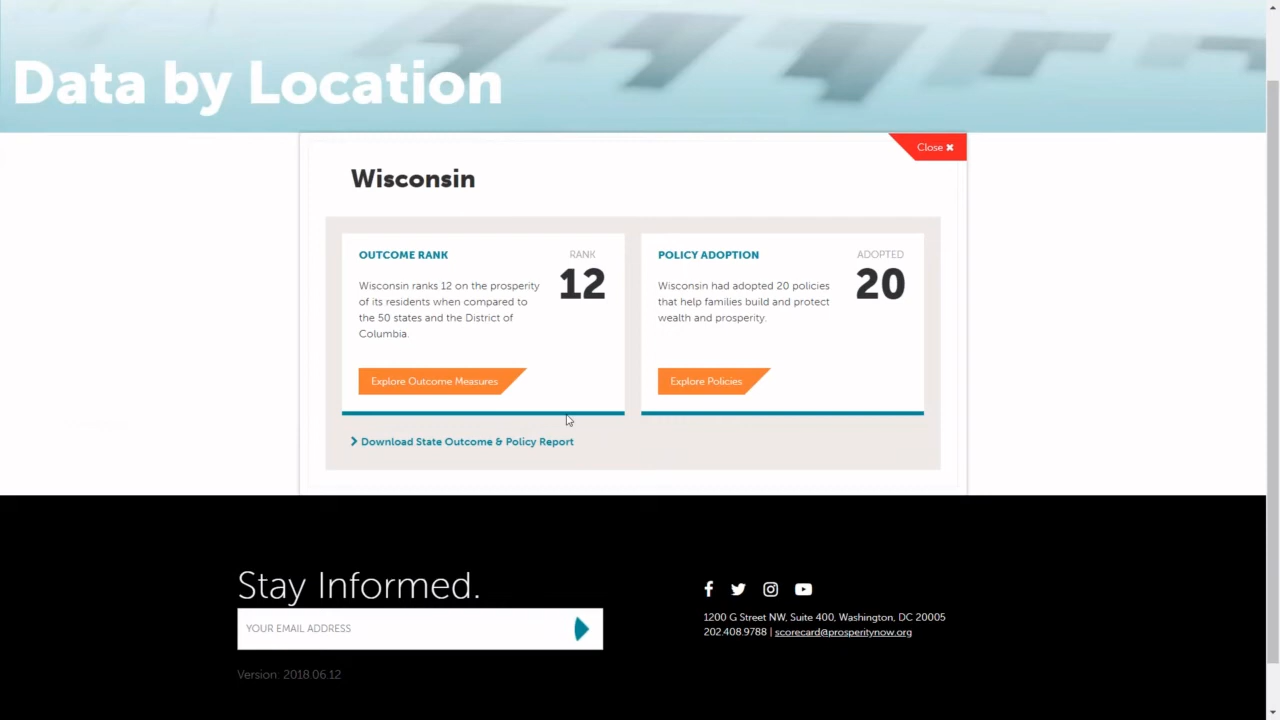 Data by Location
Close ✖
Wisconsin
OUTCOME RANK
RANK
12
Wisconsin ranks 12 on the prosperity
of its residents when compared to
the 50 states and the District of
Columbia.
Explore Outcome Measures
POLICY ADOPTION
ADOPTED
20
Wisconsin had adopted 20 policies
that help families build and protect
wealth and prosperity.
Explore Policies
Download State Outcome & Policy Report
Stay Informed.
YOUR EMAIL ADDRESS
Version: 2018.06.12
1200 G Street NW, Suite 400, Washington, DC 20005
202.408.9788 | scorecard@prosperitynow.org